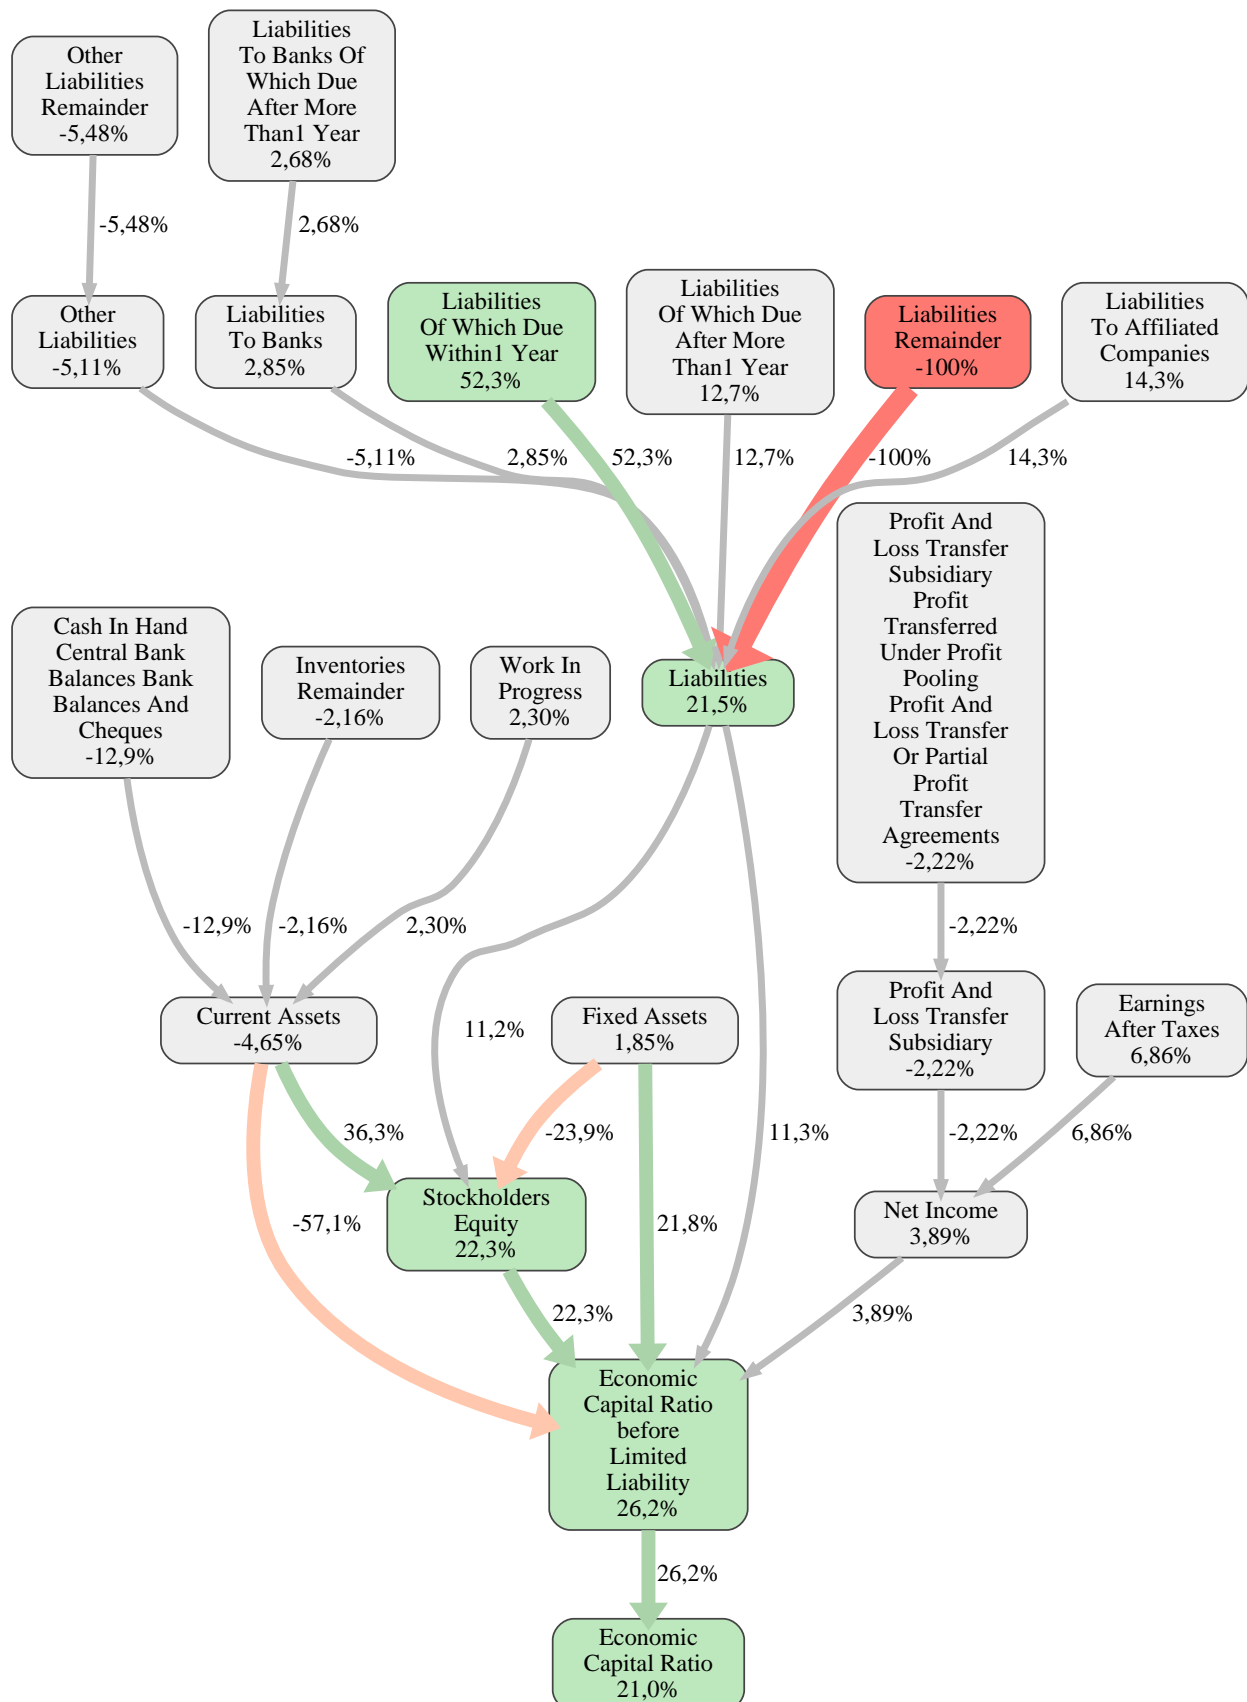 Other
Liabilities
Remainder
-5,48%
Liabilities
To Banks Of
Which Due
After More
Than1 Year
2,68%
-5,48%
2,68%
Other
Liabilities
-5,11%
Liabilities
To Banks
2,85%
Liabilities
Of Which Due
Within1 Year
52,3%
Liabilities
Of Which Due
After More
Than1 Year
12,7%
Liabilities
Remainder
-100%
Liabilities
To Affiliated
Companies
14,3%
-5,11%
2,85%
52,3%
12,7%
-100%
14,3%
Profit And
Loss Transfer
Subsidiary
Profit
Transferred
Under Profit
Pooling
Profit And
Loss Transfer
Or Partial
Profit
Transfer
Agreements
-2,22%
Cash In Hand
Central Bank
Balances Bank
Balances And
Cheques
-12,9%
Inventories
Remainder
-2,16%
Work In
Progress
2,30%
Liabilities
21,5%
-12,9%
-2,16%
2,30%
-2,22%
Current Assets
-4,65%
11,2%
Fixed Assets
1,85%
Profit And
Loss Transfer
Subsidiary
-2,22%
Earnings
After Taxes
6,86%
36,3%
-23,9%
11,3%
-2,22%
6,86%
-57,1%
Stockholders
Equity
22,3%
21,8%
Net Income
3,89%
22,3%
3,89%
Economic
Capital Ratio
before
Limited
Liability
26,2%
26,2%
Economic
Capital Ratio
21,0%